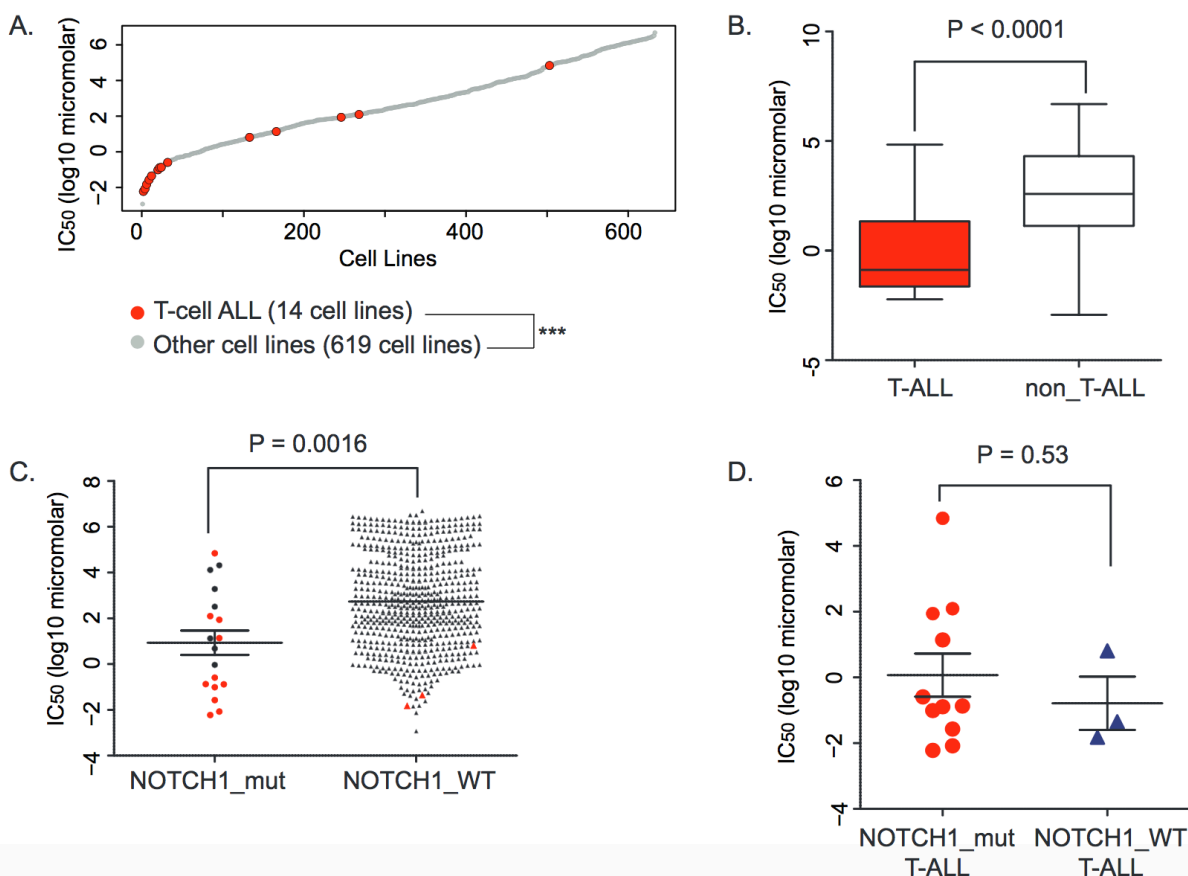 A.
IC50 (log10 micromolar)
6
4
2
0
−2
0
200
400
600
Cell Lines
T-cell ALL (14 cell lines)
Other cell lines (619 cell lines)
***
B.
P < 0.0001
IC50 (log10 micromolar)
10
5
0
-5
T-ALL
non_T-ALL
C.
P = 0.0016
IC50 (log10 micromolar)
8
6
4
2
0
−2
−4
NOTCH1_mut
NOTCH1_WT
D.
P = 0.53
IC50 (log10 micromolar)
6
4
2
0
−2
−4
NOTCH1_mut
T-ALL
NOTCH1_WT
T-ALL